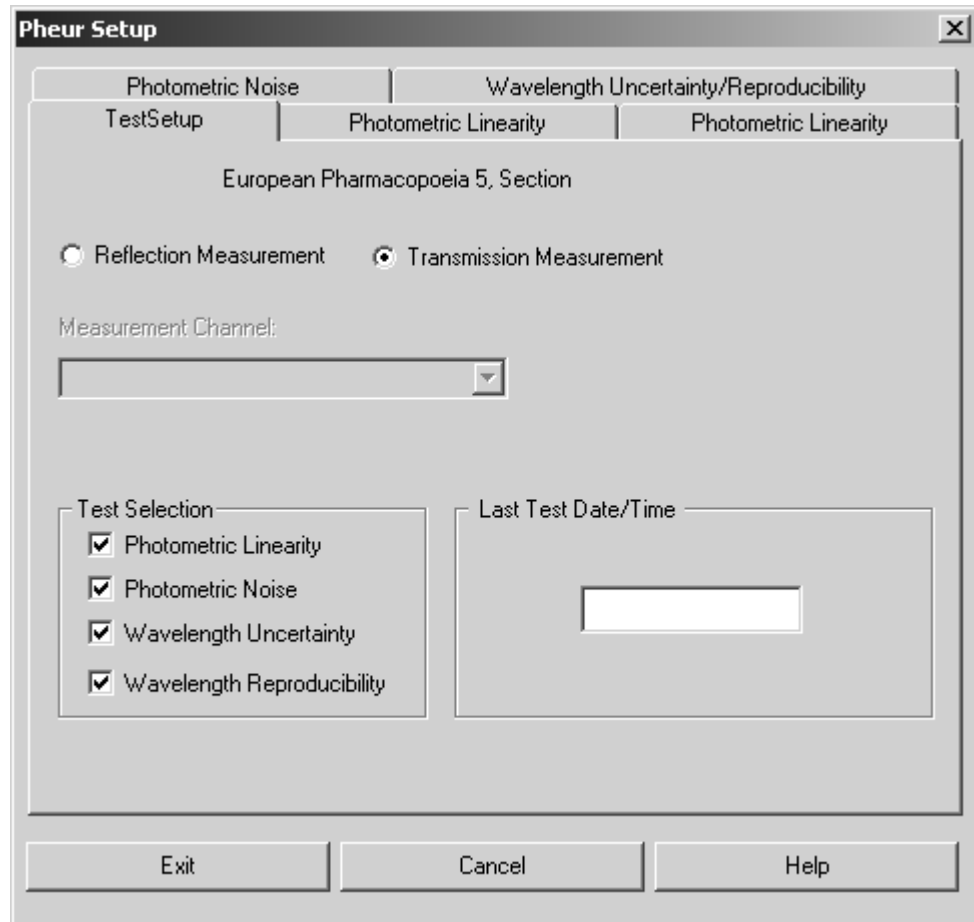 Pheur Setup
Photometric Noise
Wavelength Uncertainty/Reproducibility
TestSetup
Photometric Linearity
Photometric Linearity
European Pharmacopoeia 5, Section
Reflection Measurement
Transmission Measurement
Measurement Channel:
Test Selection
Photometric Linearity
Photometric Noise
Wavelength Uncertainty
Wavelength Reproducibility
Last Test Date/Time
Exit
Cancel
Help